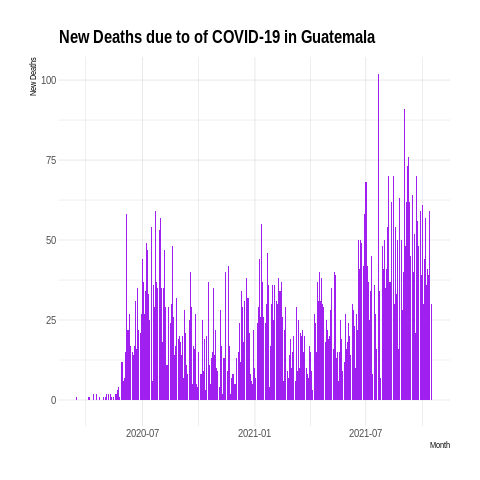 New Deaths due to of COVID-19 in Guatemala
New Deaths
100
75
50
25
0
2020-07
2021-01
2021-07
Month